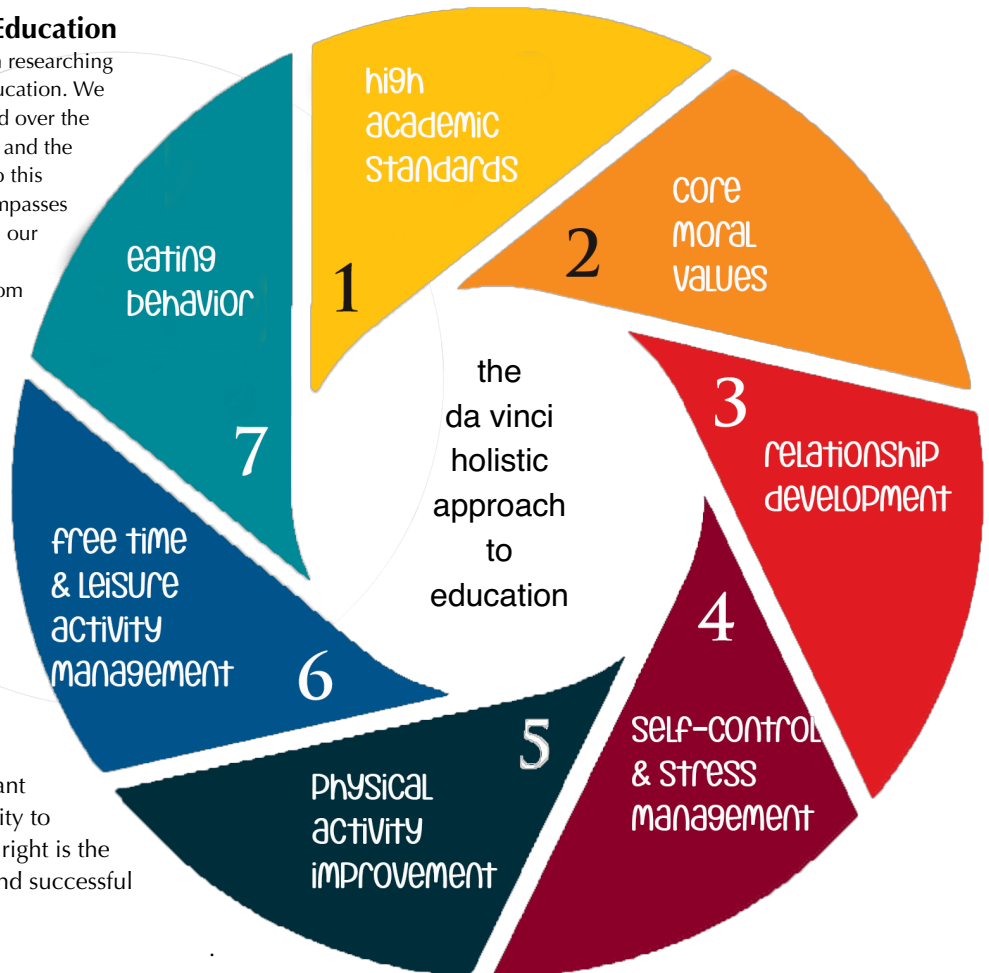 Education
researching
ucation. We
d over the
and the
o this
mpasses
our
om
ant
ity to
right is the
nd successful
.
high
academic
standards
1
2
core
moral
values
3
relationship
development
4
self-control
& stress
management
5
physical
activity
improvement
6
free time
& leisure
activity
management
7
eating
behavior
the
da vinci
holistic
approach
to
education